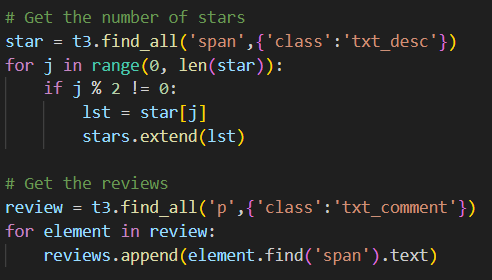 # Get the number of stars
star = t3.find_all('span',{'class':'txt_desc'})
for j in range(0, len(star)):
    if j % 2 != 0:
        lst = star[j]
        stars.extend(lst)

# Get the reviews
review = t3.find_all('p',{'class':'txt_comment'})
for element in review:
    reviews.append(element.find('span').text)